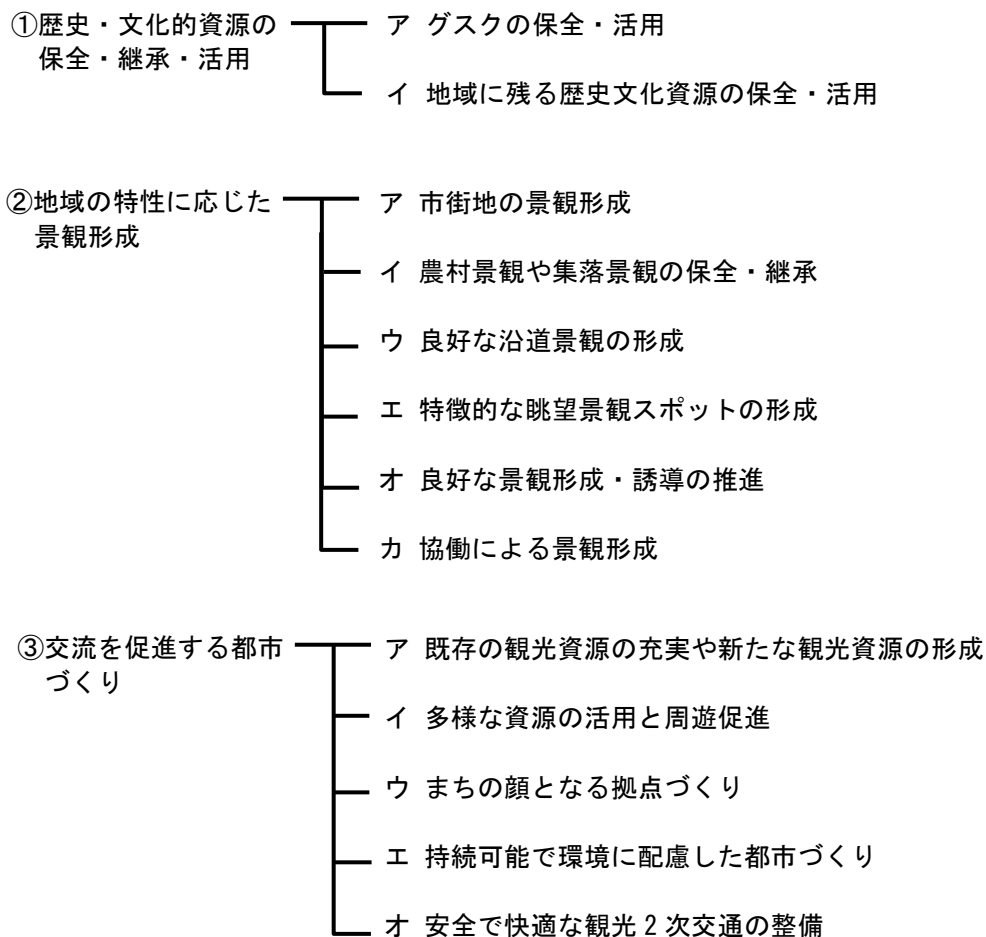 ①歴史・文化的資源の
保全・継承・活用
ア グスクの保全・活用
イ 地域に残る歴史文化資源の保全・活用
②地域の特性に応じた
景観形成
ア 市街地の景観形成
イ 農村景観や集落景観の保全・継承
ウ 良好な沿道景観の形成
エ 特徴的な眺望景観スポットの形成
オ 良好な景観形成・誘導の推進
カ 協働による景観形成
③交流を促進する都市
づくり
ア 既存の観光資源の充実や新たな観光資源の形成
イ 多様な資源の活用と周遊促進
ウ まちの顔となる拠点づくり
エ 持続可能で環境に配慮した都市づくり
オ 安全で快適な観光2次交通の整備